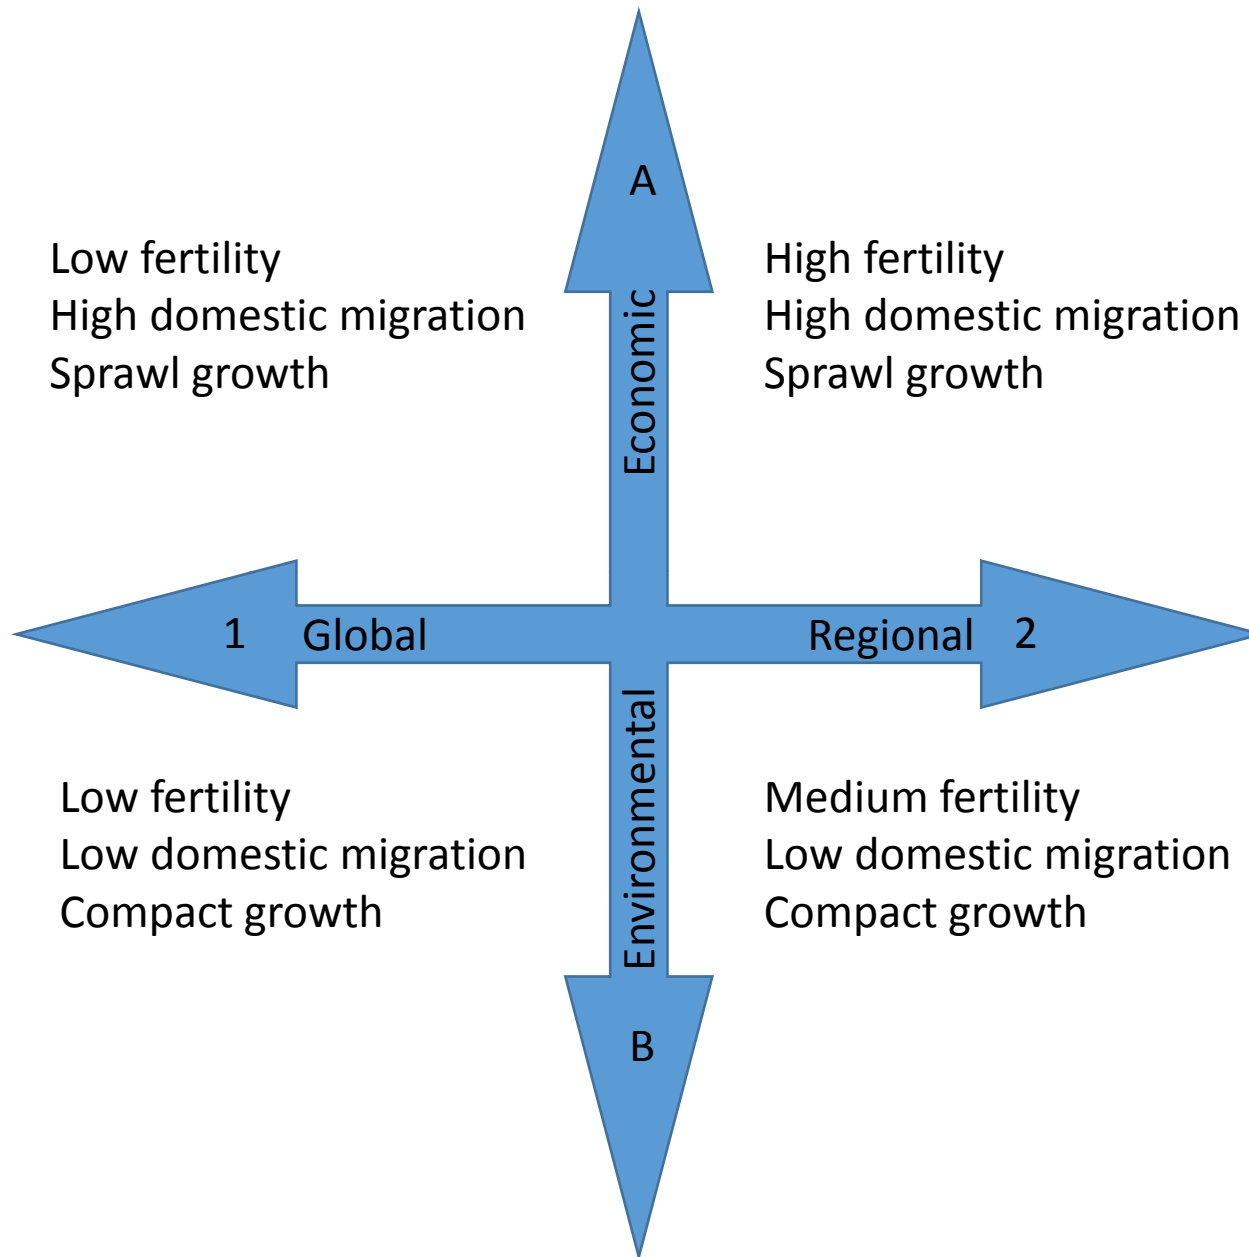 A
Low fertility
High domestic migration
Sprawl growth
Economic
High fertility
High domestic migration
Sprawl growth
1 Global
Regional 2
Low fertility
Low domestic migration
Compact growth
Environmental
Medium fertility
Low domestic migration
Compact growth
B